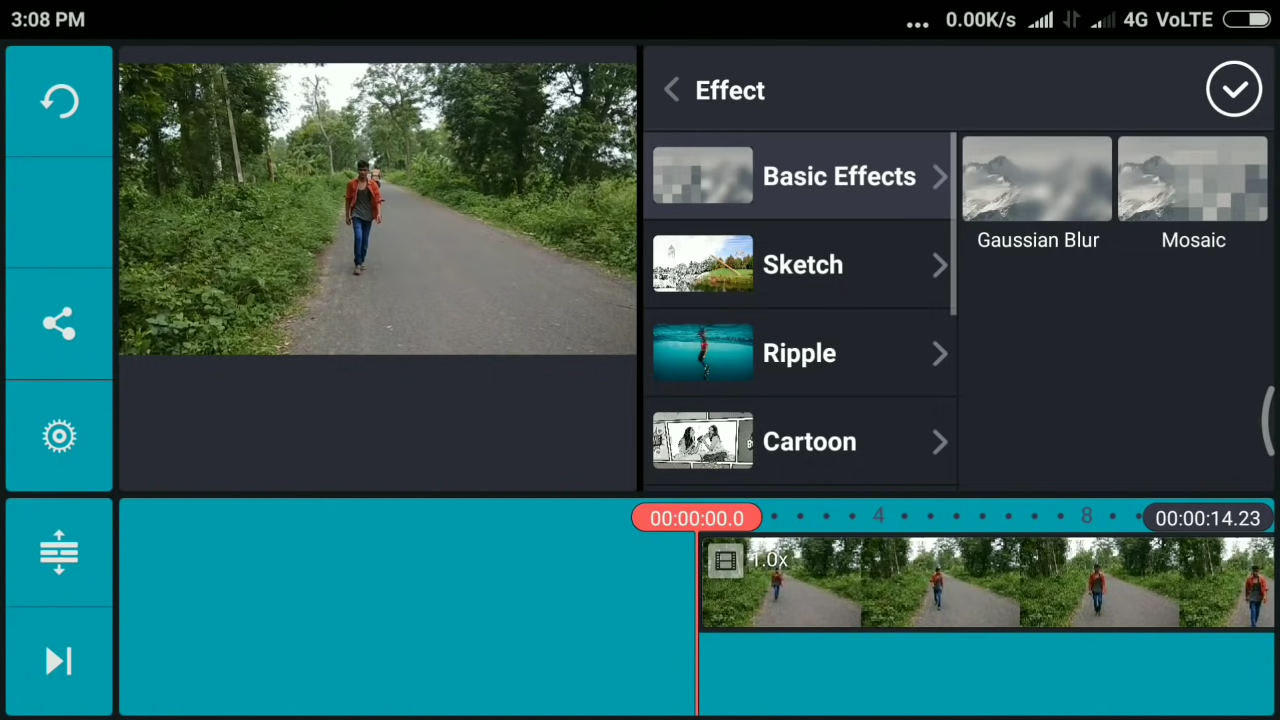 3:08 PM
... 0.00K/s 4G VoLTE
Effect
Basic Effects
Sketch
Ripple
Cartoon
Gaussian Blur
Mosaic
00:00:00.0
4
8
00:00:14.23
1.0x